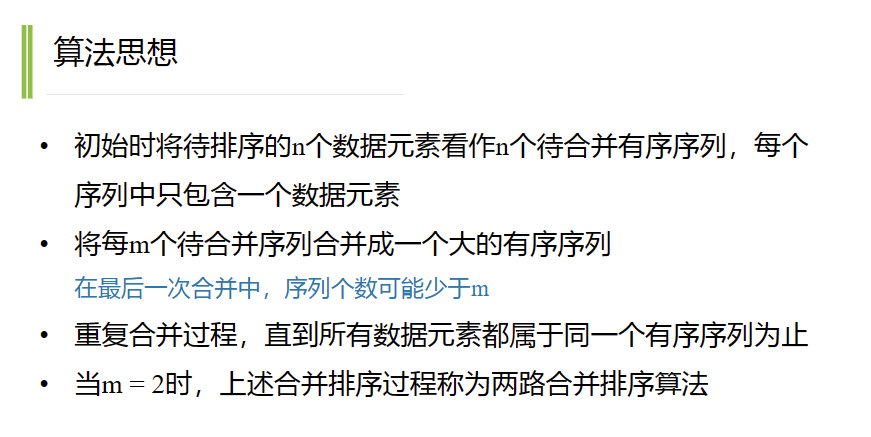 算法思想
• 初始时将待排序的n个数据元素看作n个待合并有序序列，每个
序列中只包含一个数据元素
• 将每m个待合并序列合并成一个大的有序序列
在最后一次合并中，序列个数可能少于m
• 重复合并过程，直到所有数据元素都属于同一个有序序列为止
• 当m = 2时，上述合并排序过程称为两路合并排序算法